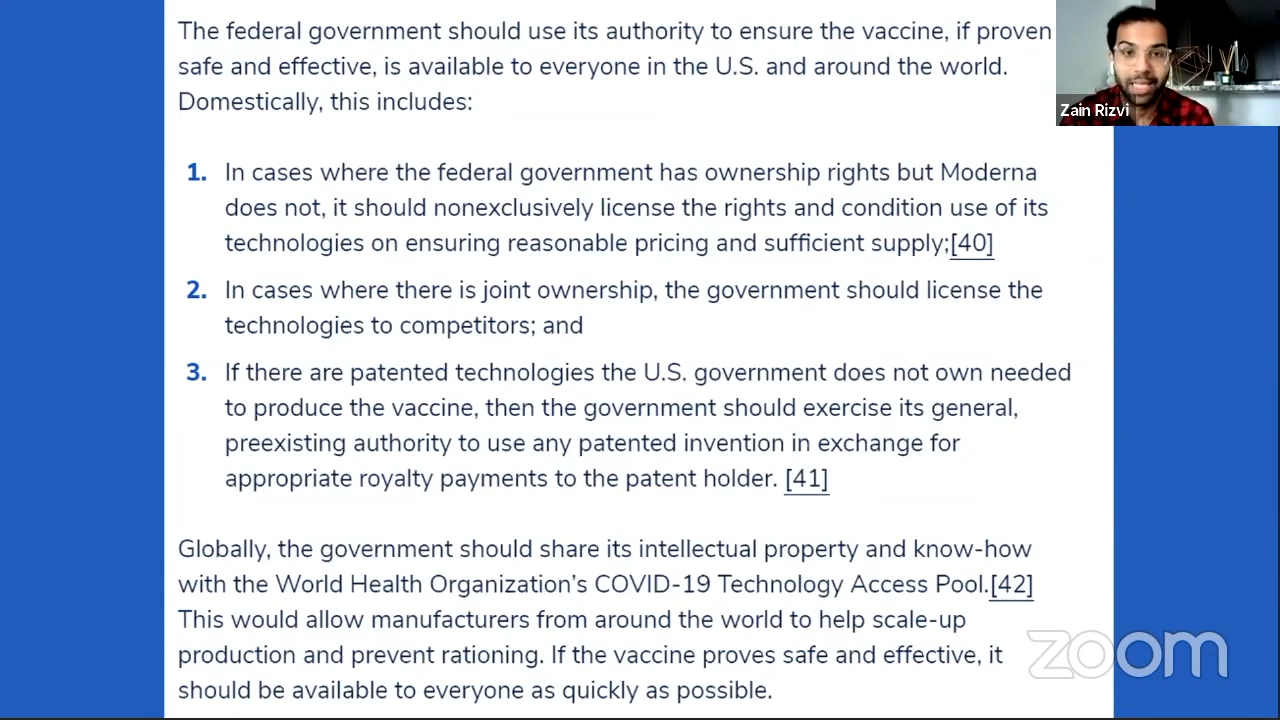 The federal government should use its authority to ensure the vaccine, if proven
safe and effective, is available to everyone in the U.S. and around the world.
Domestically, this includes:
1. In cases where the federal government has ownership rights but Moderna
does not, it should nonexclusively license the rights and condition use of its
technologies on ensuring reasonable pricing and sufficient supply;[40]
2. In cases where there is joint ownership, the government should license the
technologies to competitors; and
3. If there are patented technologies the U.S. government does not own needed
to produce the vaccine, then the government should exercise its general,
preexisting authority to use any patented invention in exchange for
appropriate royalty payments to the patent holder. [41]
Globally, the government should share its intellectual property and know-how
with the World Health Organization's COVID-19 Technology Access Pool.[42]
This would allow manufacturers from around the world to help scale-up
production and prevent rationing. If the vaccine proves safe and effective, it
should be available to everyone as quickly as possible.
Zain Rizvi
zoom